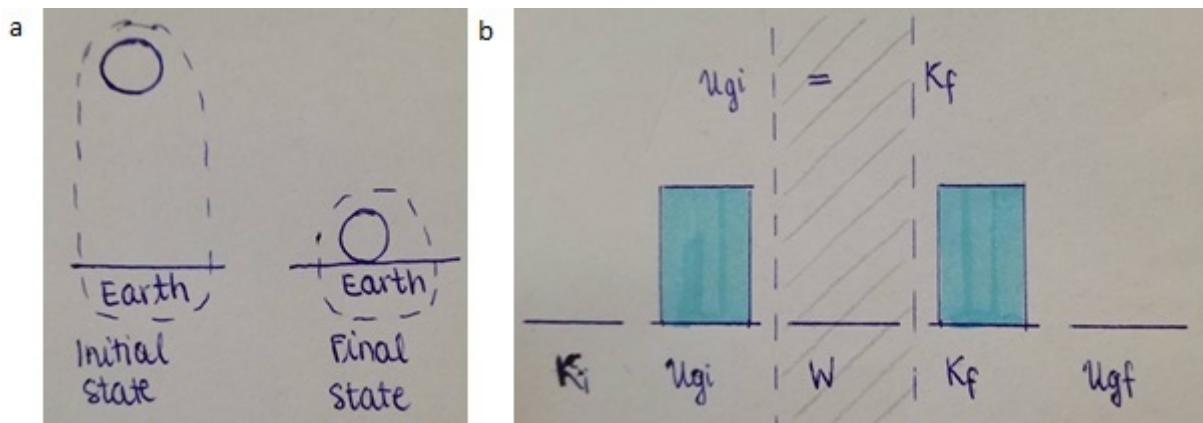 a
b
Earth
Initial
state
Earth
Final
state
Ugi = Kf
Ki Ugi W Kf Ugf